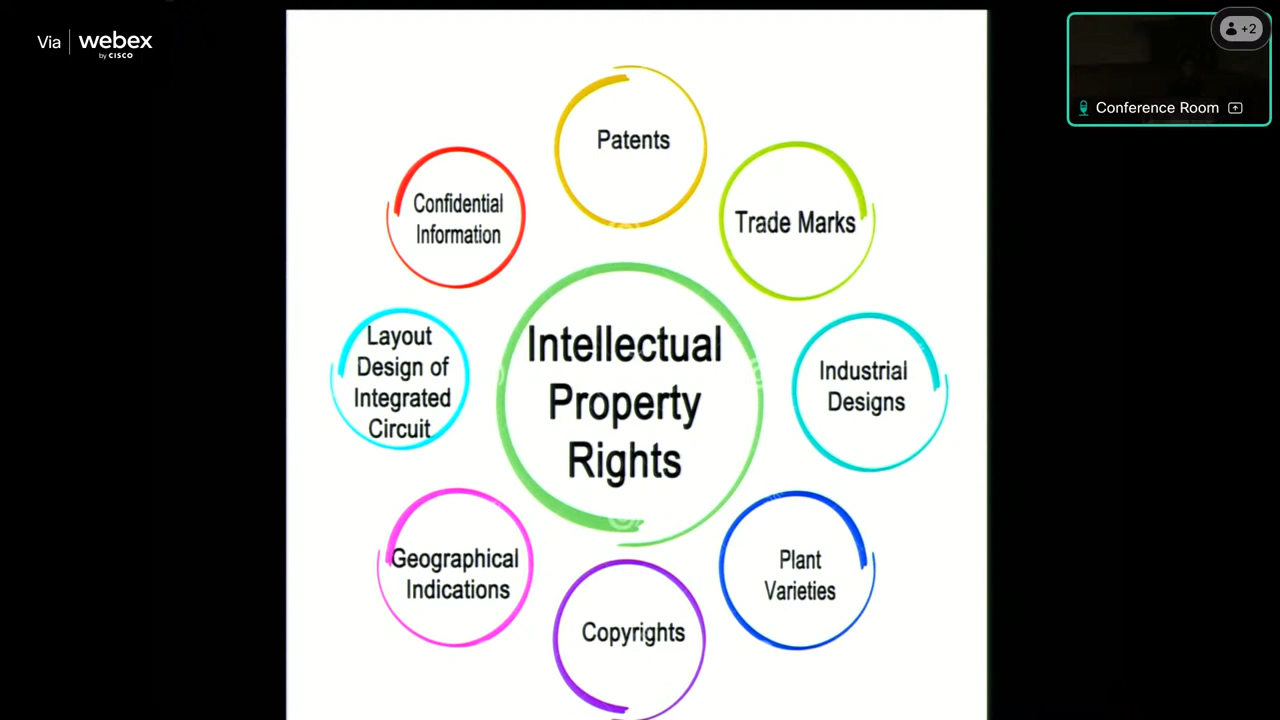 Via webex
by CISCO
+2
Conference Room
Patents
Trade Marks
Industrial
Designs
Plant
Varieties
Copyrights
Geographical
Indications
Layout
Design of
Integrated
Circuit
Confidential
Information
Intellectual
Property
Rights